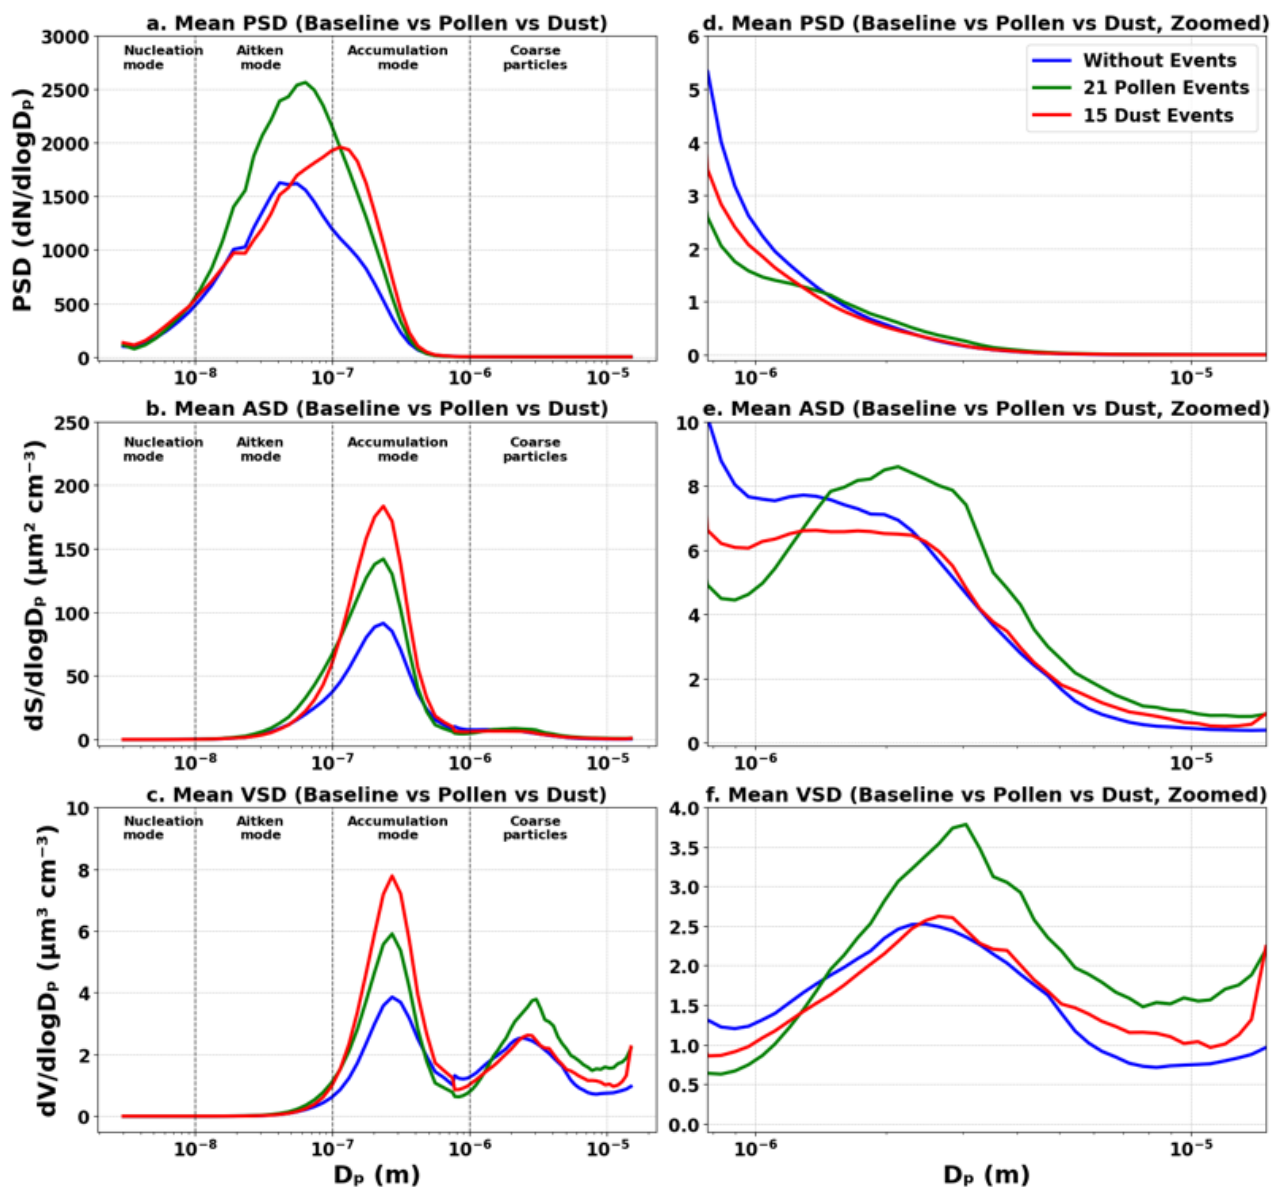 a. Mean PSD (Baseline vs Pollen vs Dust)
PSD (dN/dlogDₚ)
3000
2500
2000
1500
1000
500
0
Nucleation
mode
Aitken
mode
Accumulation
mode
Coarse
particles
10⁻⁸
10⁻⁷
10⁻⁶
10⁻⁵
d. Mean PSD (Baseline vs Pollen vs Dust, Zoomed)
6
5
4
3
2
1
0
Without Events
21 Pollen Events
15 Dust Events
10⁻⁶
10⁻⁵
b. Mean ASD (Baseline vs Pollen vs Dust)
dS/dlogDₚ (µm² cm⁻³)
250
200
150
100
50
0
Nucleation
mode
Aitken
mode
Accumulation
mode
Coarse
particles
10⁻⁸
10⁻⁷
10⁻⁶
10⁻⁵
e. Mean ASD (Baseline vs Pollen vs Dust, Zoomed)
10
8
6
4
2
0
10⁻⁶
10⁻⁵
c. Mean VSD (Baseline vs Pollen vs Dust)
dV/dlogDₚ (µm³ cm⁻³)
10
8
6
4
2
0
Nucleation
mode
Aitken
mode
Accumulation
mode
Coarse
particles
10⁻⁸
10⁻⁷
10⁻⁶
10⁻⁵
Dₚ (m)
f. Mean VSD (Baseline vs Pollen vs Dust, Zoomed)
4.0
3.5
3.0
2.5
2.0
1.5
1.0
0.5
0.0
10⁻⁶
10⁻⁵
Dₚ (m)